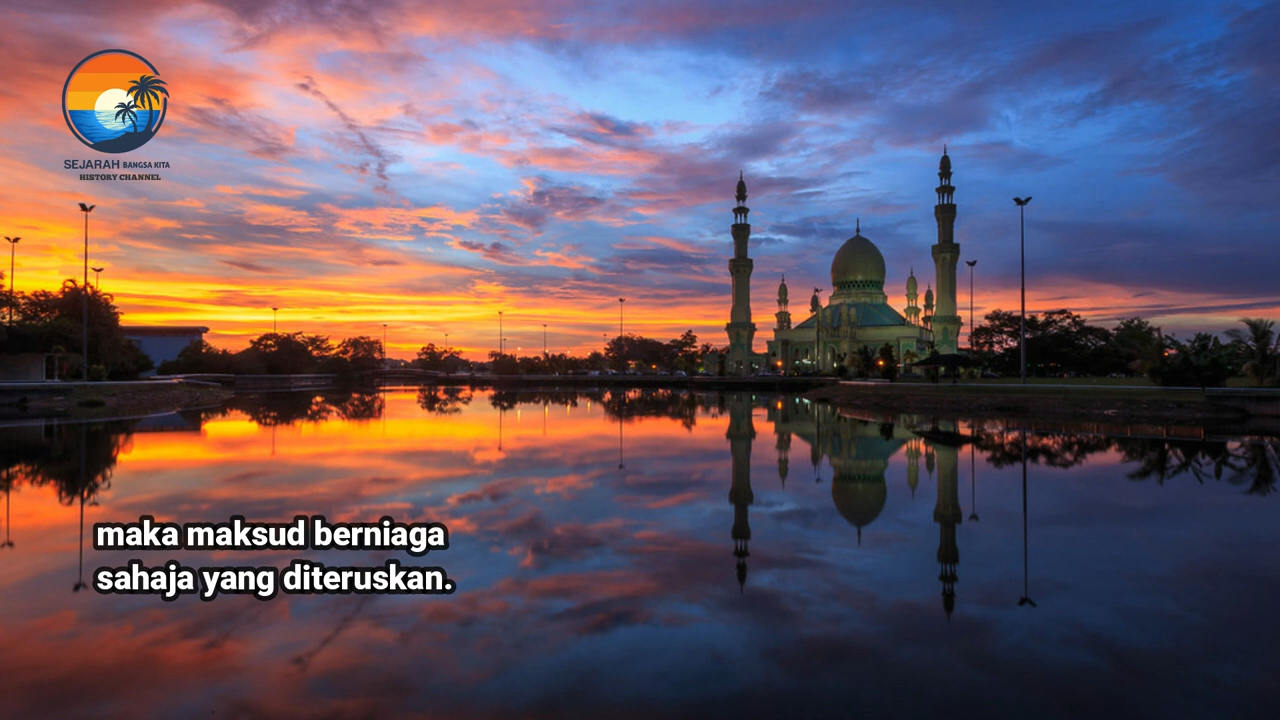 SEJARAH BANGSA KITA
HISTORY CHANNEL
maka maksud berniaga
sahaja yang diteruskan.